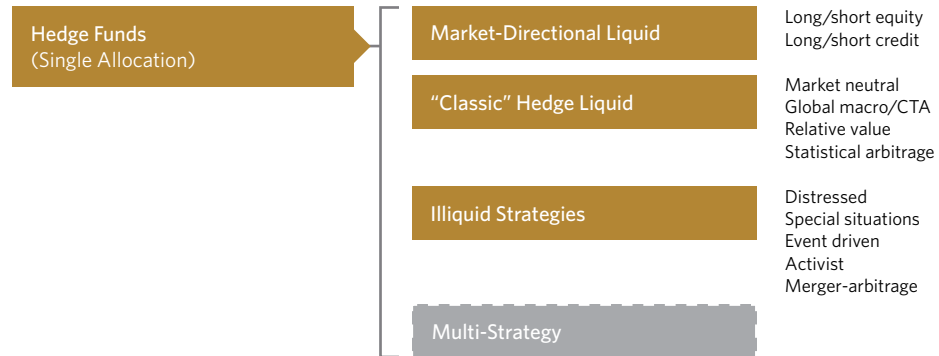 Hedge Funds
(Single Allocation)
Market-Directional Liquid
Long/short equity
Long/short credit
“Classic” Hedge Liquid
Market neutral
Global macro/CTA
Relative value
Statistical arbitrage
Illiquid Strategies
Distressed
Special situations
Event driven
Activist
Merger-arbitrage
Multi-Strategy